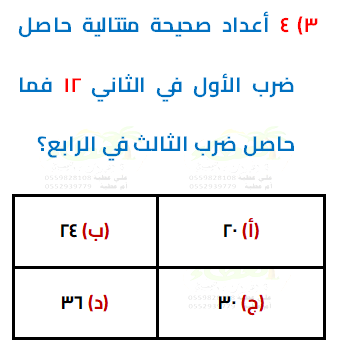 ٣) ٤ أعداد صحيحة متتالية حاصل
ضرب الأول في الثاني ١٢ فما
حاصل ضرب الثالث في الرابع؟
(أ) ٢٠
(ب) ٢٤
(ج) ٣٠
(د) ٣٦